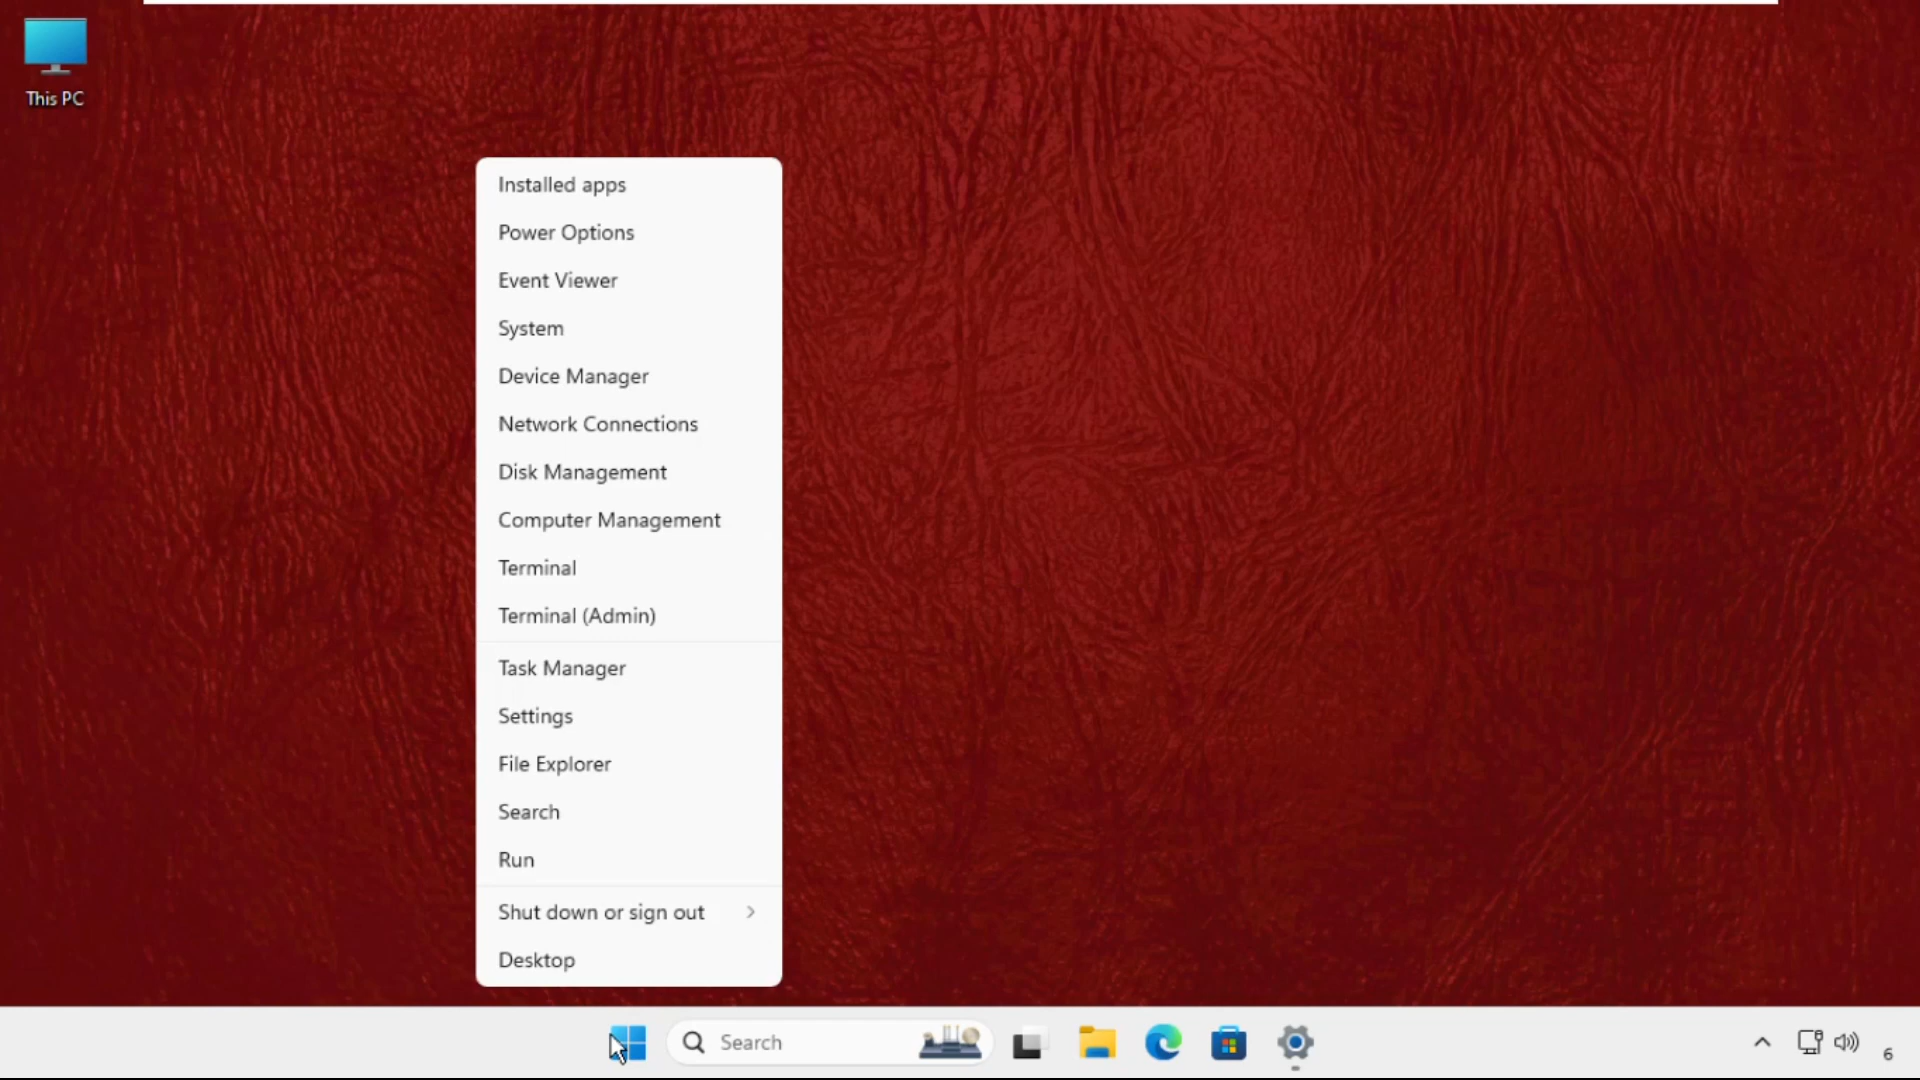 This PC
Installed apps
Power Options
Event Viewer
System
Device Manager
Network Connections
Disk Management
Computer Management
Terminal
Terminal (Admin)
Task Manager
Settings
File Explorer
Search
Run
Shut down or sign out
Desktop
Search
6